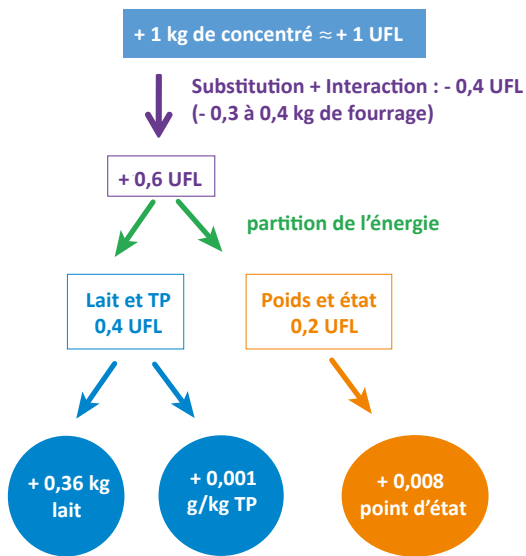 + 1 kg de concentré ≈ + 1 UFL
Substitution + Interaction : - 0,4 UFL
(- 0,3 à 0,4 kg de fourrage)
+ 0,6 UFL
partition de l’énergie
Lait et TP
0,4 UFL
Poids et état
0,2 UFL
+ 0,36 kg
lait
+ 0,001
g/kg TP
+ 0,008
point d’état